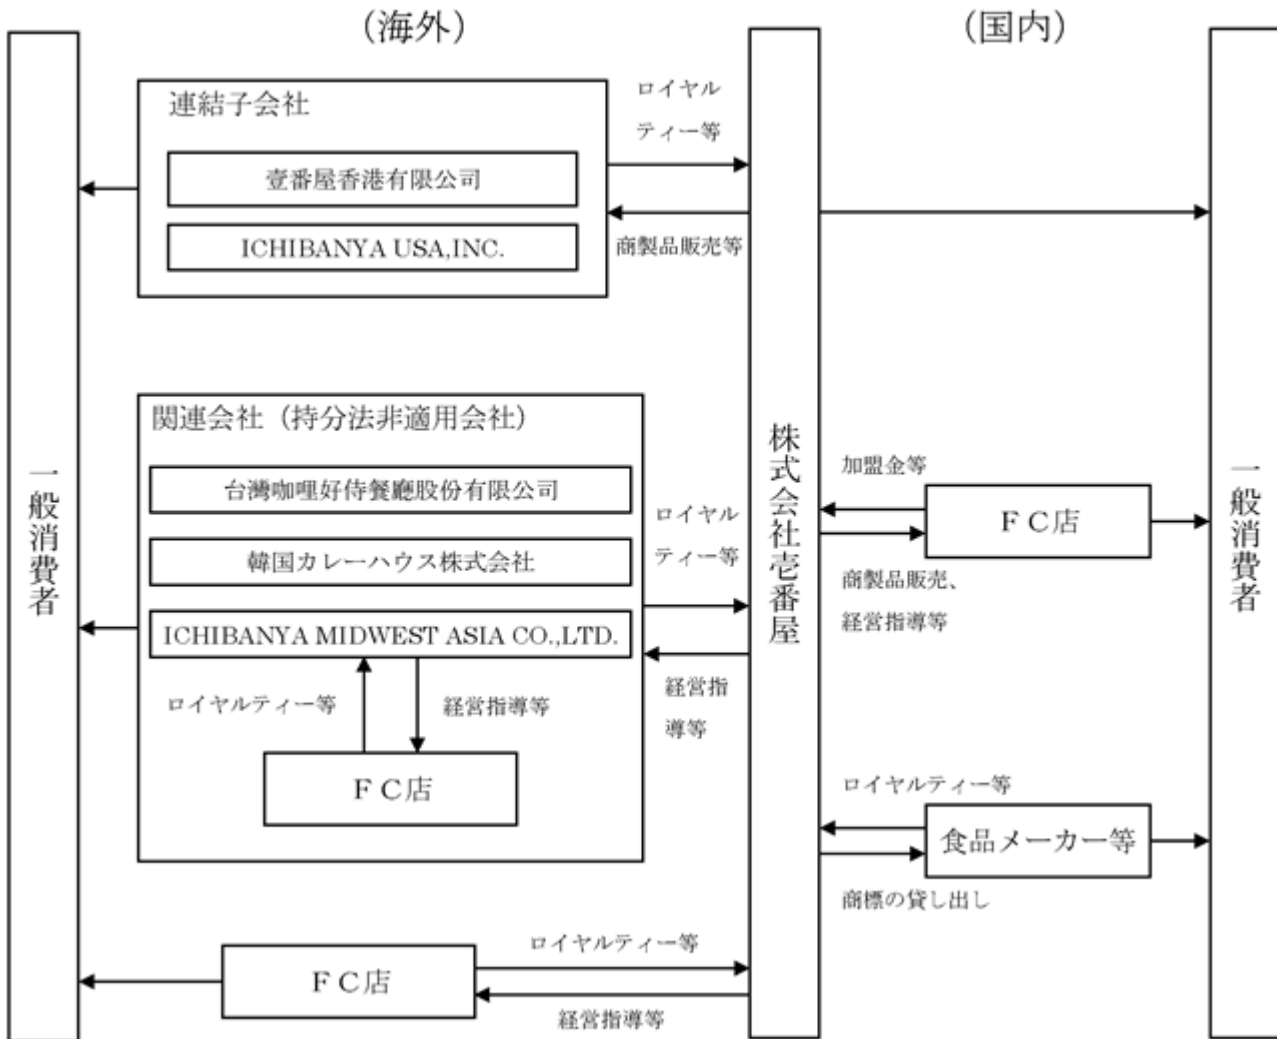 （海外）
（国内）
一般消費者
連結子会社
壹番屋香港有限公司
ICHIBANYA USA,INC.
ロイヤル
ティー等
商製品販売等
関連会社（持分法非適用会社）
台灣咖哩好侍餐廳股份有限公司
韓国カレーハウス株式会社
ICHIBANYA MIDWEST ASIA CO.,LTD.
ロイヤルティー等
経営指導等
ＦＣ店
ロイヤル
ティー等
経営指
導等
ＦＣ店
ロイヤルティー等
経営指導等
株式会社壱番屋
加盟金等
ＦＣ店
商製品販売、
経営指導等
ロイヤルティー等
食品メーカー等
商標の貸し出し
一般消費者